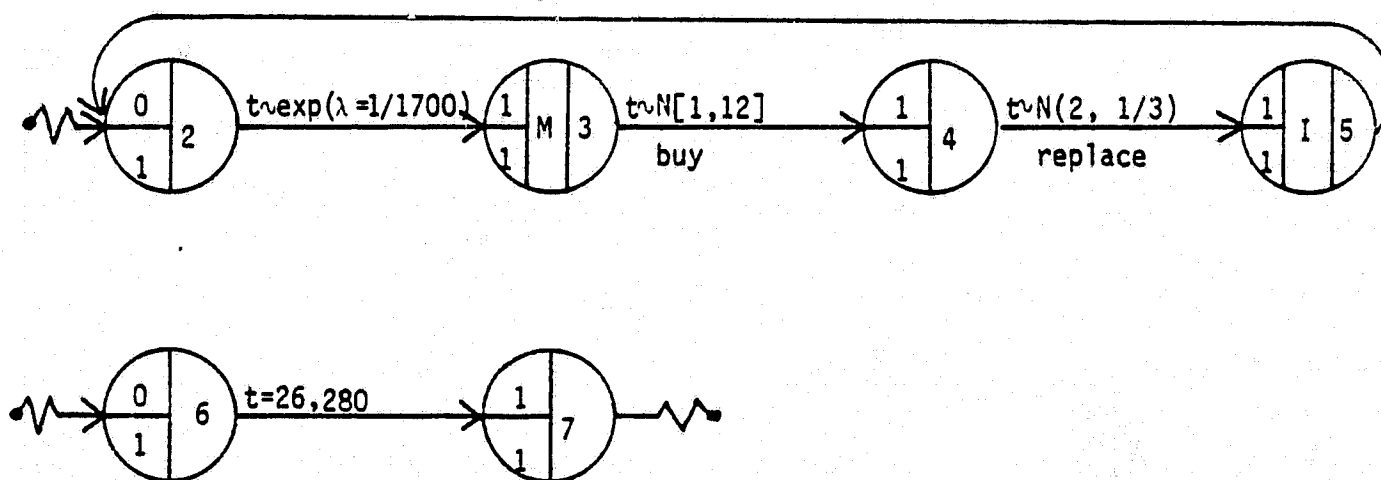 0
2
1
t~exp(λ=1/1700)
1
M
3
1
t~N[1,12]
buy
1
4
1
t~N(2, 1/3)
replace
1
I
5
1
0
6
1
t=26,280
1
7
1